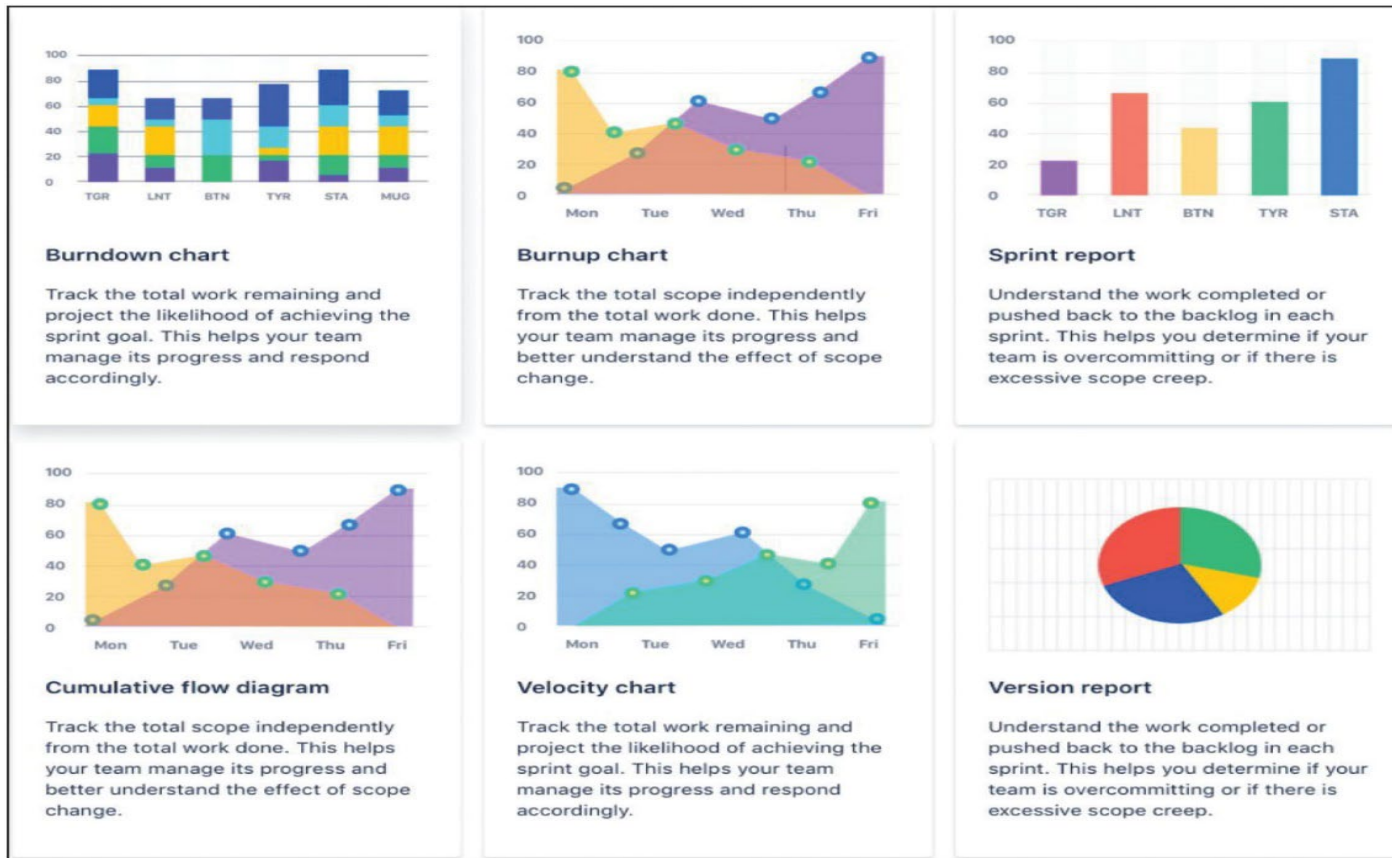 100
80
60
40
20
0
TGR LNT BTN TYR STA MUG
Burndown chart
Track the total work remaining and
project the likelihood of achieving the
sprint goal. This helps your team
manage its progress and respond
accordingly.
100
80
60
40
20
0
Mon Tue Wed Thu Fri
Burnup chart
Track the total scope independently
from the total work done. This helps
your team manage its progress and
better understand the effect of scope
change.
100
80
60
40
20
0
TGR LNT BTN TYR STA
Sprint report
Understand the work completed or
pushed back to the backlog in each
sprint. This helps you determine if your
team is overcommitting or if there is
excessive scope creep.
100
80
60
40
20
0
Mon Tue Wed Thu Fri
Cumulative flow diagram
Track the total scope independently
from the total work done. This helps
your team manage its progress and
better understand the effect of scope
change.
100
80
60
40
20
0
Mon Tue Wed Thu Fri
Velocity chart
Track the total work remaining and
project the likelihood of achieving the
sprint goal. This helps your team
manage its progress and respond
accordingly.
Version report
Understand the work completed or
pushed back to the backlog in each
sprint. This helps you determine if your
team is overcommitting or if there is
excessive scope creep.